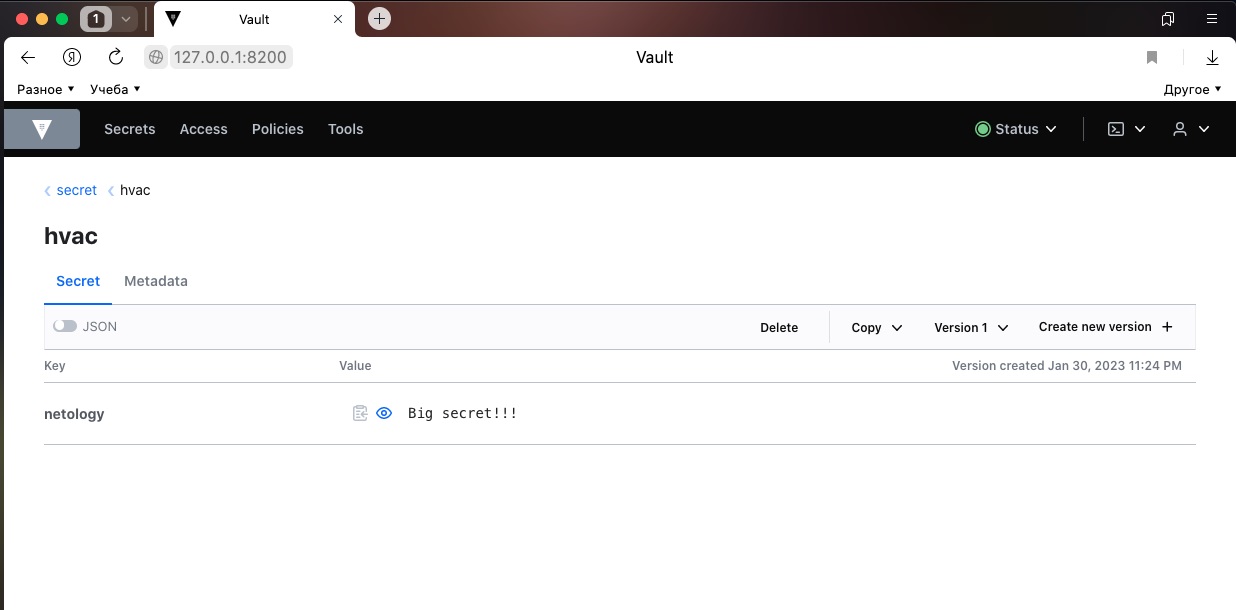 1 Vault
127.0.0.1:8200 Vault
Разное Учеба Другое
Secrets Access Policies Tools Status
secret hvac
hvac
Secret Metadata
JSON Delete Copy Version 1 Create new version +
Key Value Version created Jan 30, 2023 11:24 PM
netology Big secret!!!